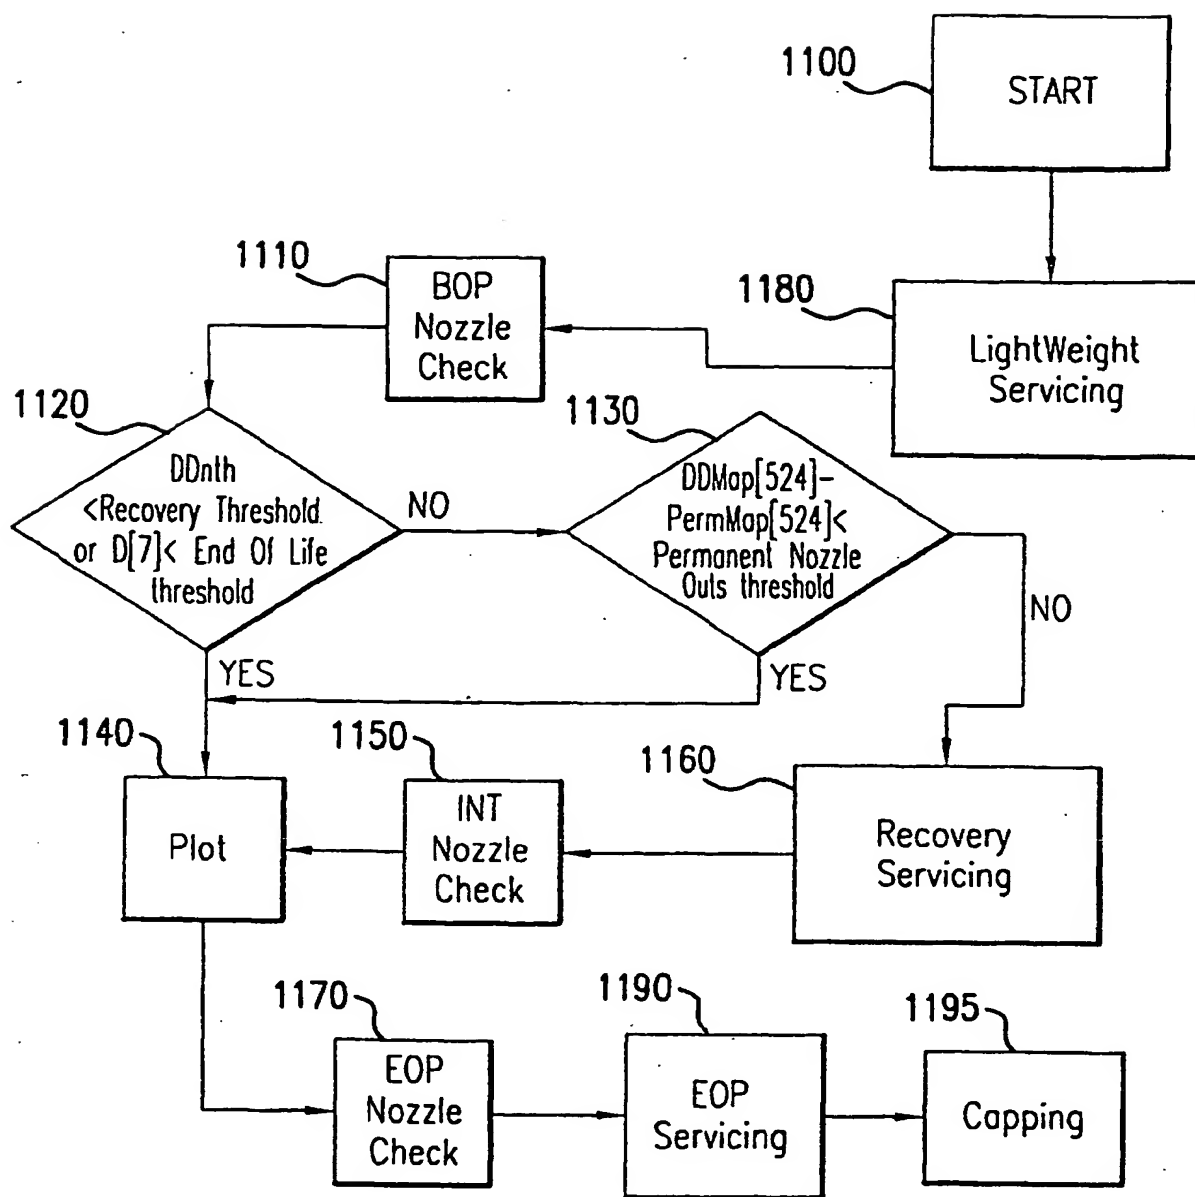 1100
START
1110
BOP
Nozzle
Check
1180
LightWeight
Servicing
1120
DDnth
<Recovery Threshold.
or D[7]< End Of Life
threshold
NO
1130
DDMap[524]-
PermMap[524]<
Permanent Nozzle
Outs threshold
NO
YES
YES
1140
Plot
1150
INT
Nozzle
Check
1160
Recovery
Servicing
1170
EOP
Nozzle
Check
1190
EOP
Servicing
1195
Capping